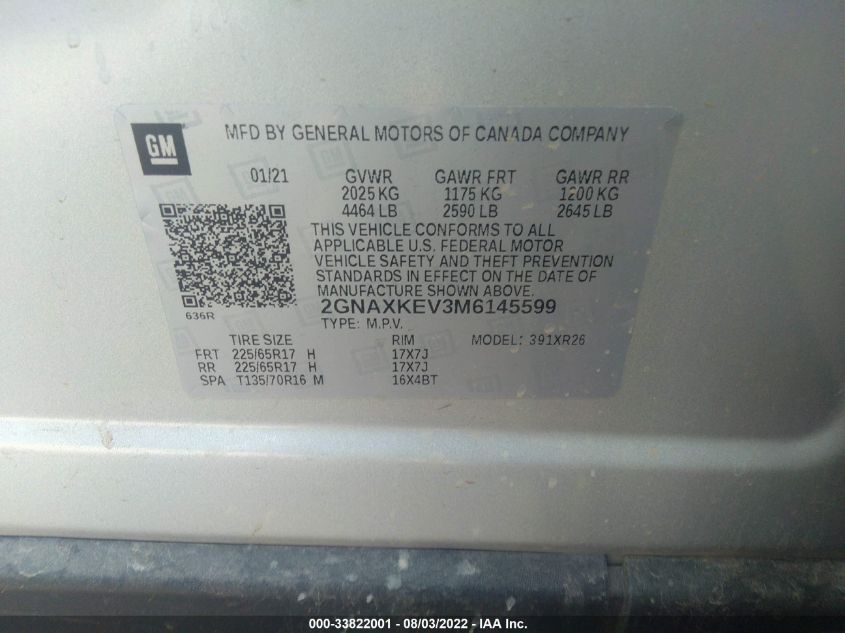 GM
MFD BY GENERAL MOTORS OF CANADA COMPANY
01/21 GVWR GAWR FRT GAWR RR
2025 KG 1175 KG 1200 KG
4464 LB 2590 LB 2645 LB
THIS VEHICLE CONFORMS TO ALL
APPLICABLE U.S. FEDERAL MOTOR
VEHICLE SAFETY AND THEFT PREVENTION
STANDARDS IN EFFECT ON THE DATE OF
MANUFACTURE SHOWN ABOVE.
2GNAXKEV3M6145599
636R
TYPE: M.P.V.
TIRE SIZE RIM MODEL: 391XR26
FRT 225/65R17 H 17X7J
RR 225/65R17 H 17X7J
SPA T135/70R16 M 16X4BT
000-33822001 - 08/03/2022 - IAA Inc.